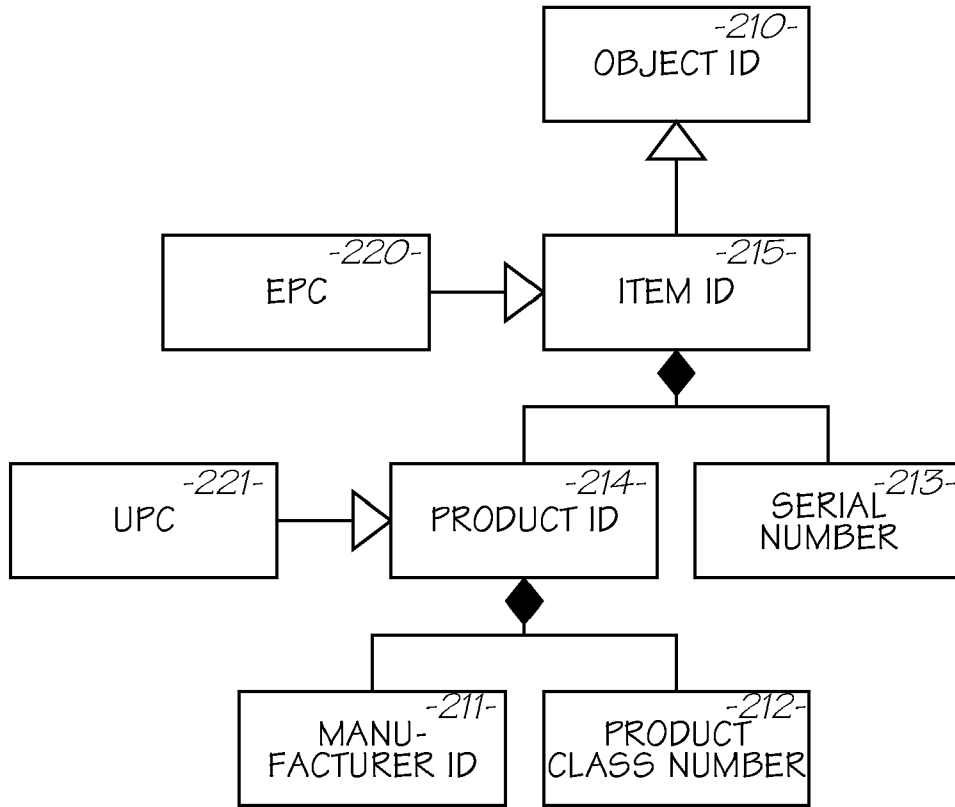 -210-
OBJECT ID
-220-
EPC
-215-
ITEM ID
-221-
UPC
-214-
PRODUCT ID
-213-
SERIAL
NUMBER
-211-
MANU-
FACTURER ID
-212-
PRODUCT
CLASS NUMBER